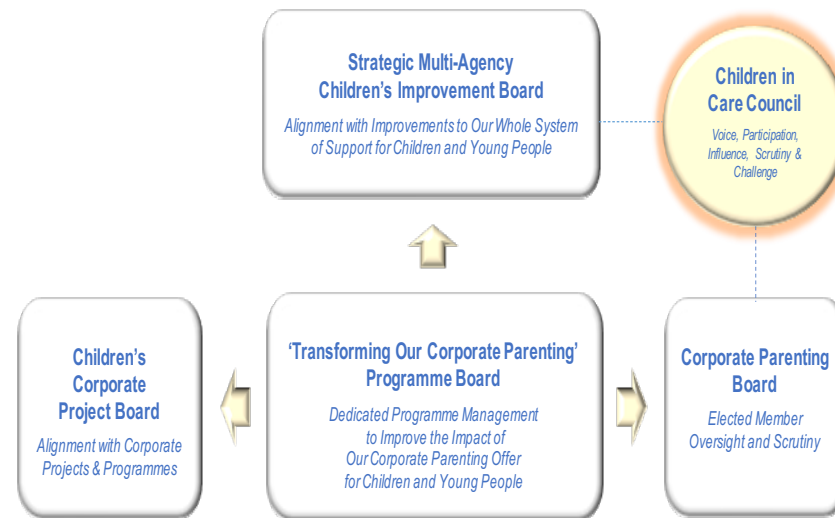 Strategic Multi-Agency
Children's Improvement Board
Alignment with Improvements to Our Whole System
of Support for Children and Young People
Children in
Care Council
Voice, Participation,
Influence, Scrutiny &
Challenge
Children's
Corporate
Project Board
Alignment with Corporate
Projects & Programmes
‘Transforming Our Corporate Parenting’
Programme Board
Dedicated Programme Management
to Improve the Impact of
Our Corporate Parenting Offer
for Children and Young People
Corporate Parenting
Board
Elected Member
Oversight and Scrutiny